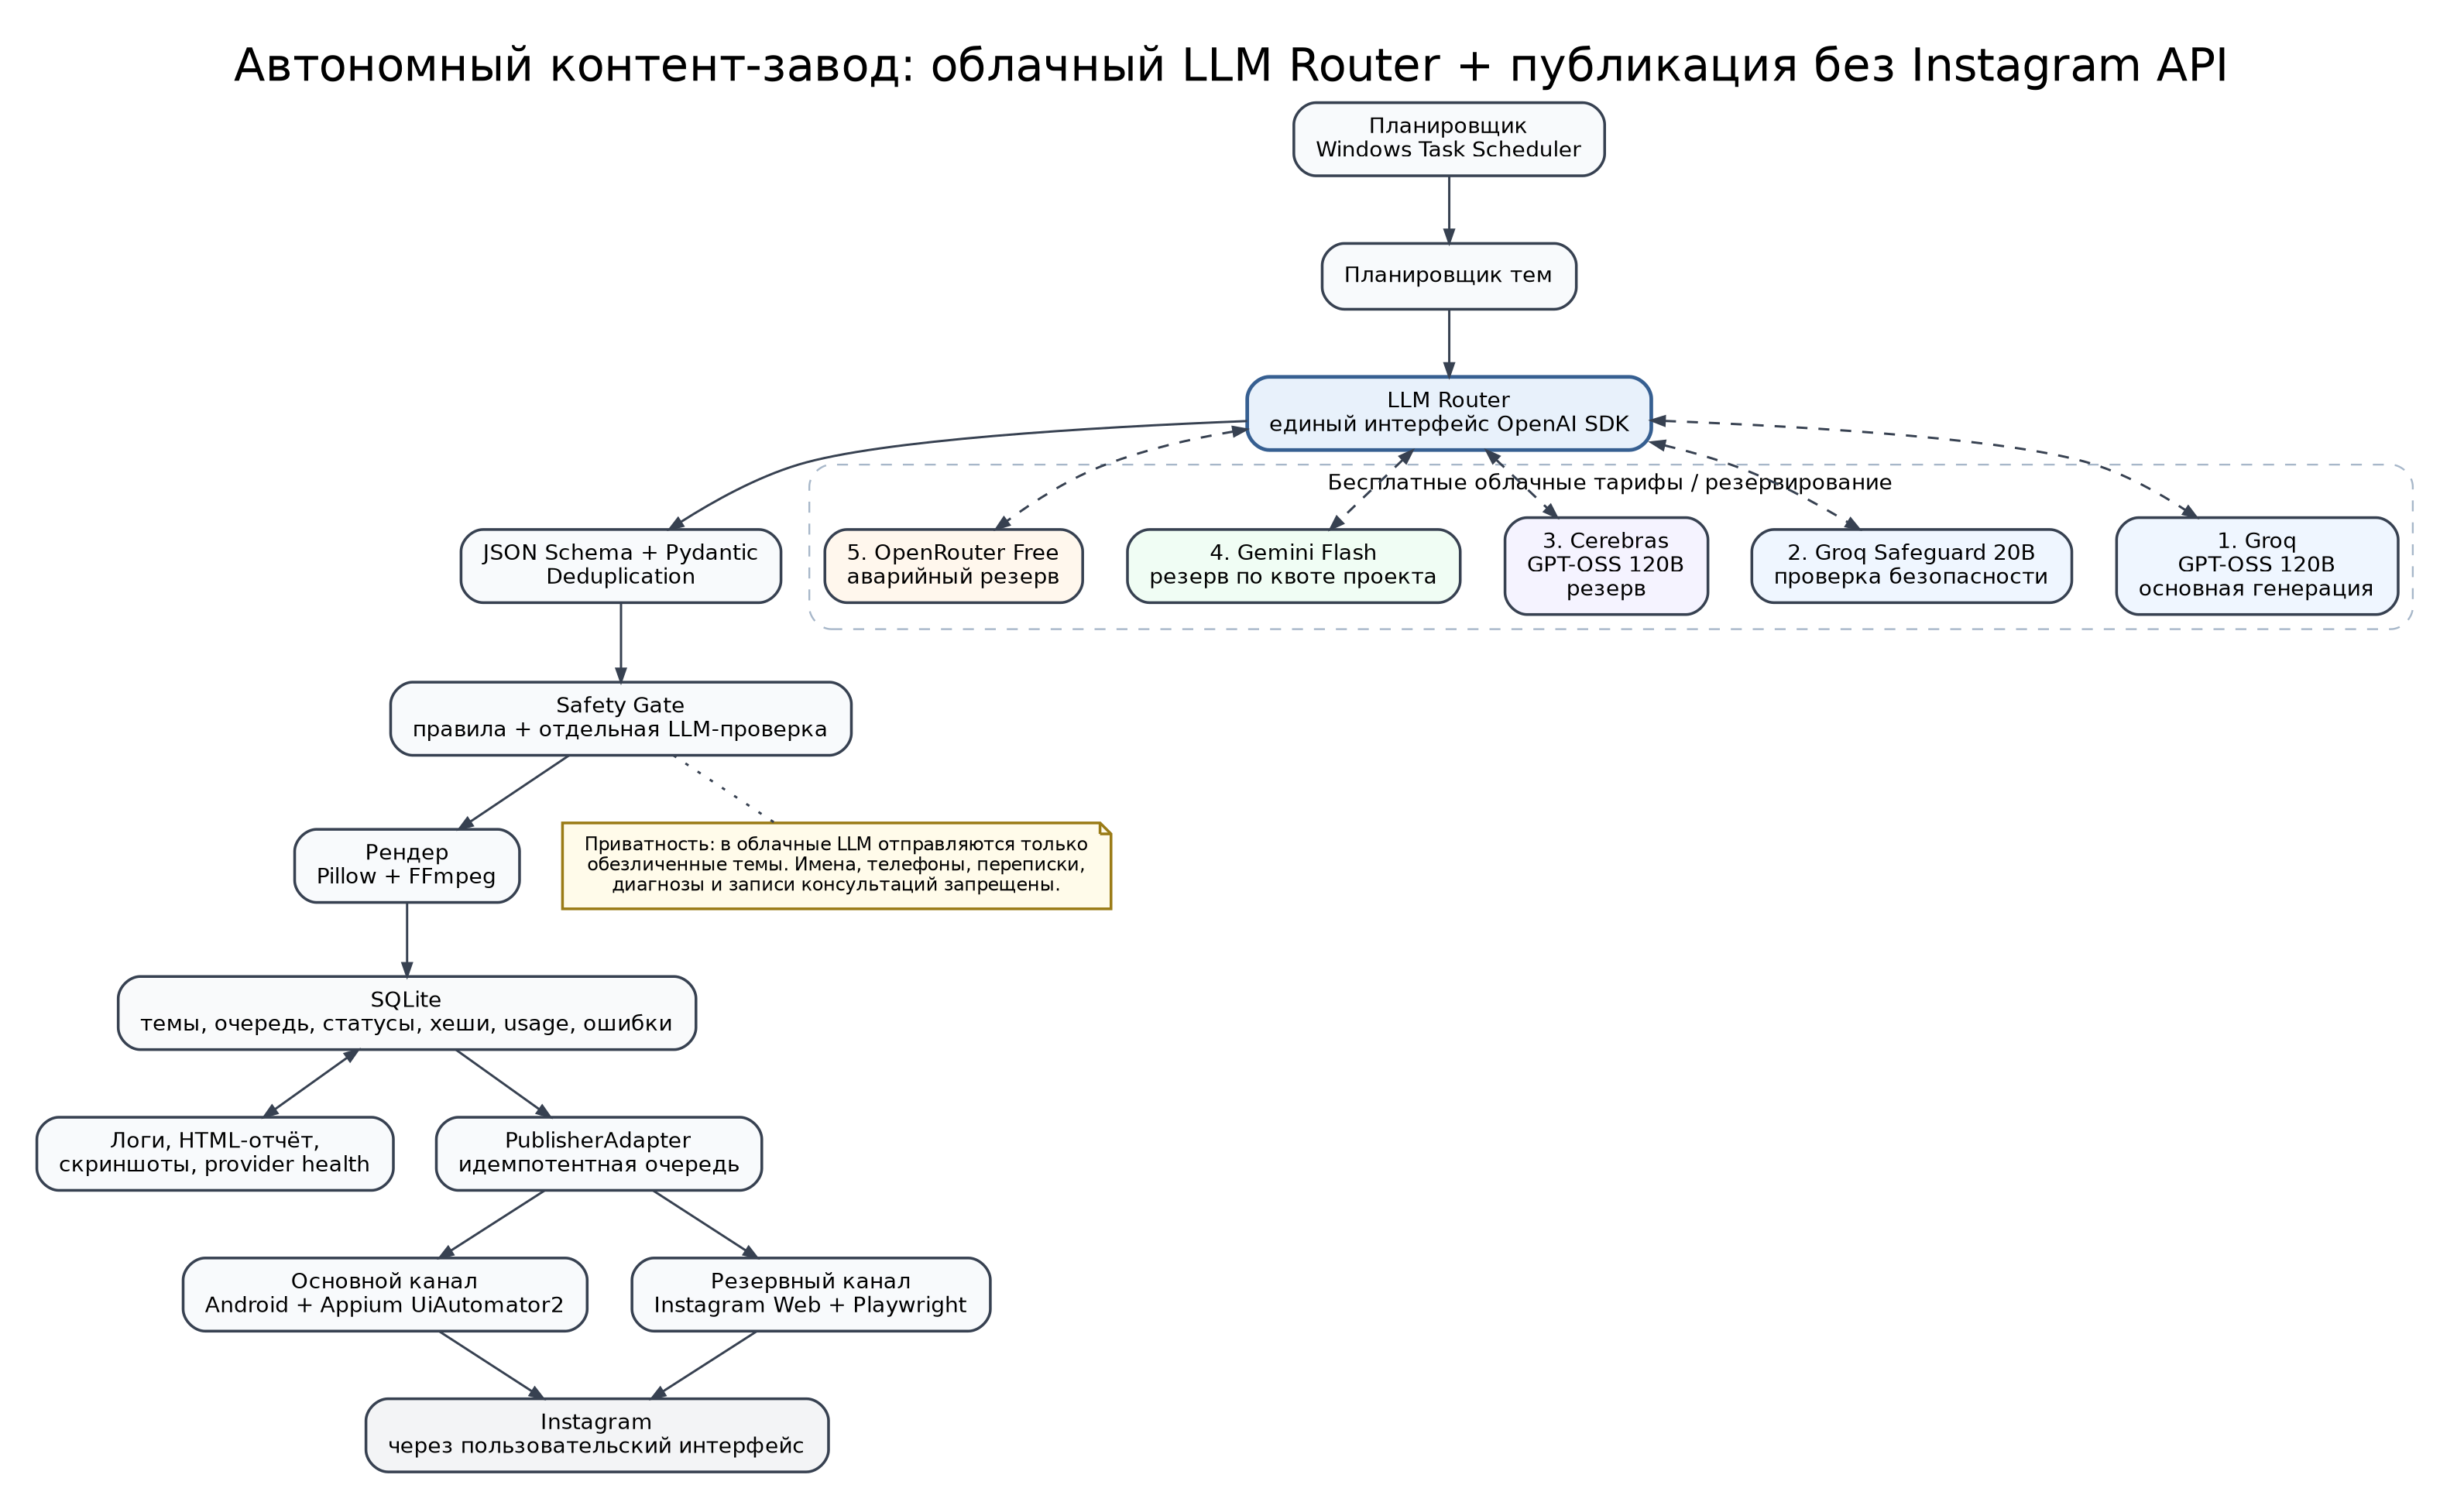 Автономный контент-завод: облачный LLM Router + публикация без Instagram API
Планировщик
Windows Task Scheduler
Планировщик тем
LLM Router
единый интерфейс OpenAI SDK
Бесплатные облачные тарифы / резервирование
JSON Schema + Pydantic
Deduplication
5. OpenRouter Free
аварийный резерв
4. Gemini Flash
резерв по квоте проекта
3. Cerebras
GPT-OSS 120B
резерв
2. Groq Safeguard 20B
проверка безопасности
1. Groq
GPT-OSS 120B
основная генерация
Safety Gate
правила + отдельная LLM-проверка
Рендер
Pillow + FFmpeg
Приватность: в облачные LLM отправляются только
обезличенные темы. Имена, телефоны, переписки,
диагнозы и записи консультаций запрещены.
SQLite
темы, очередь, статусы, хеши, usage, ошибки
Логи, HTML-отчёт,
скриншоты, provider health
PublisherAdapter
идемпотентная очередь
Основной канал
Android + Appium UiAutomator2
Резервный канал
Instagram Web + Playwright
Instagram
через пользовательский интерфейс